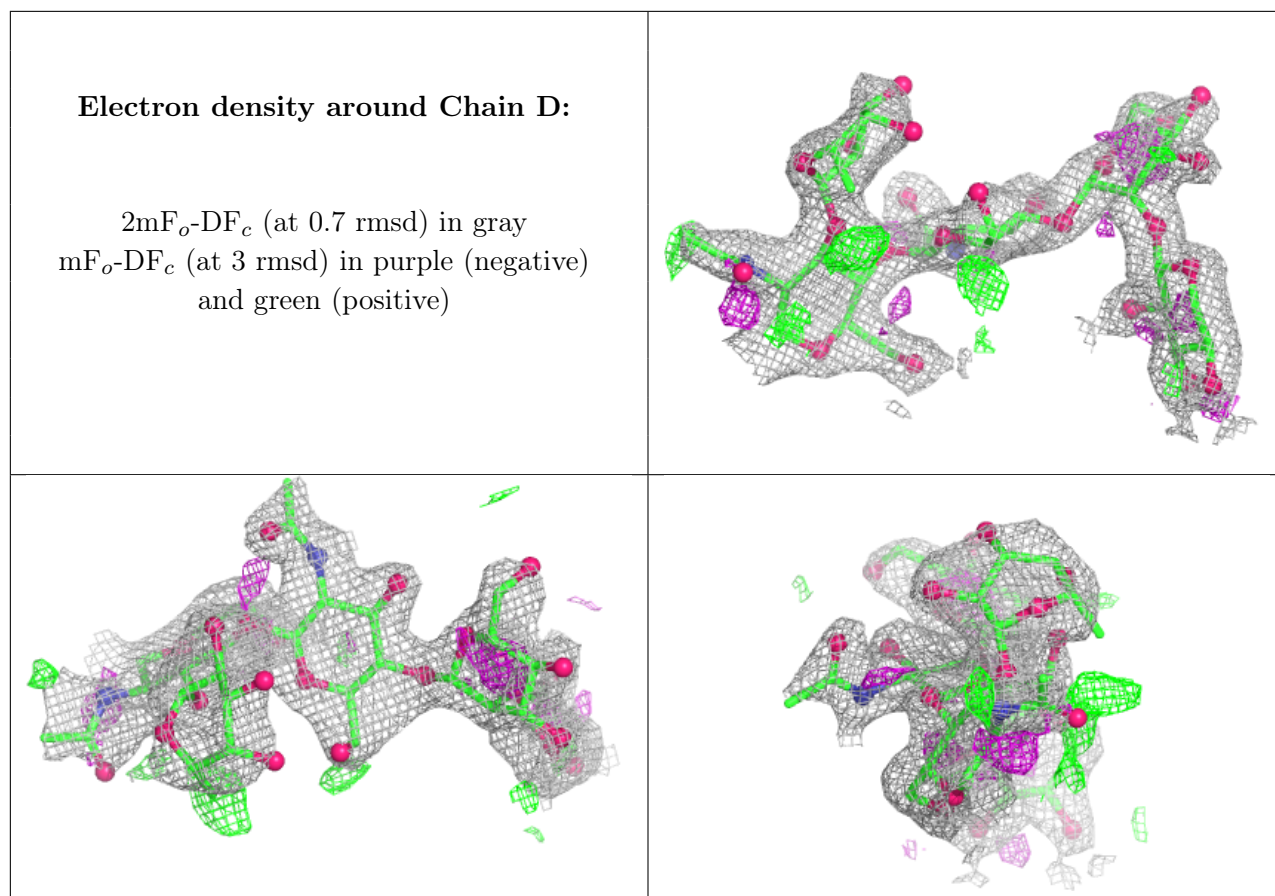 Electron density around Chain D:
2mFₒ-DF𝒸 (at 0.7 rmsd) in gray
mFₒ-DF𝒸 (at 3 rmsd) in purple (negative)
and green (positive)